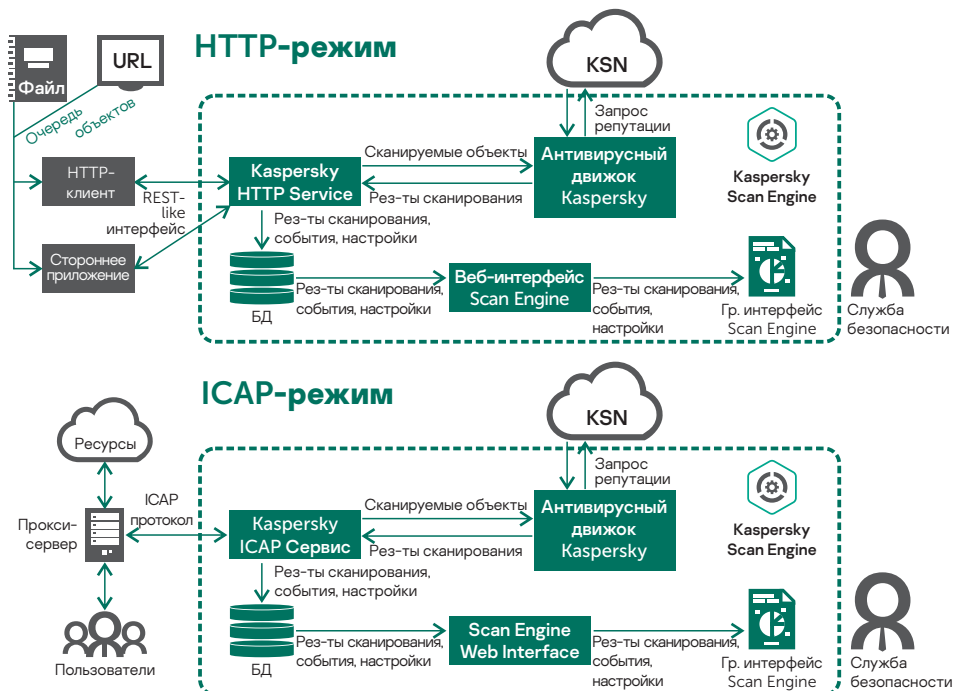 HTTP-режим
Файл
URL
Очередь
объектов
KSN
Запрос
репутации
HTTP-
клиент
REST-
like
интерфейс
Стороннее
приложение
Kaspersky
HTTP Service
Сканируемые объекты
Рез-ты сканирования
Антивирусный
движок
Kaspersky
Kaspersky
Scan Engine
Рез-ты сканирования,
события, настройки
БД
Рез-ты сканирования,
события, настройки
Веб-интерфейс
Scan Engine
Рез-ты сканирования,
события,
настройки
Гр. интерфейс
Scan Engine
Служба
безопасности
ICAP-режим
KSN
Ресурсы
Запрос
репутации
ICAP
протокол
Прокси-
сервер
Kaspersky
ICAP Сервис
Сканируемые объекты
Рез-ты сканирования
Антивирусный
движок
Kaspersky
Kaspersky
Scan Engine
Рез-ты сканирования,
события, настройки
Пользователи
БД
Рез-ты сканирования,
события, настройки
Scan Engine
Web Interface
Рез-ты сканирования,
события,
настройки
Гр. интерфейс
Scan Engine
Служба
безопасности